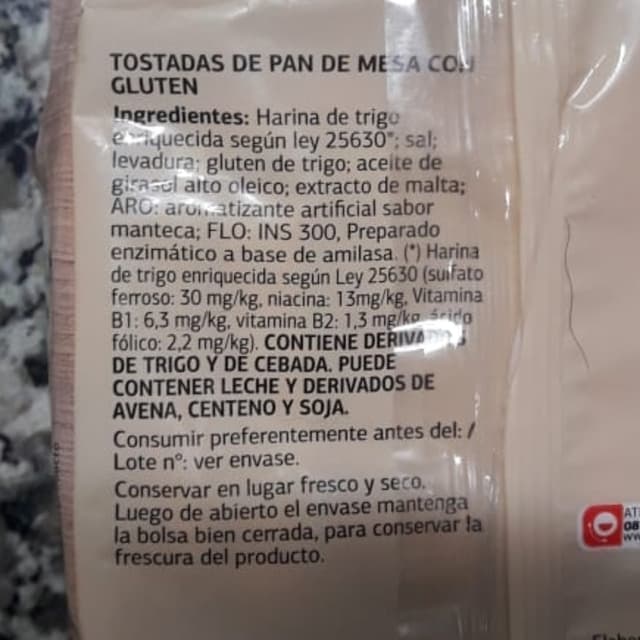 TOSTADAS DE PAN DE MESA CON
GLUTEN
Ingredientes: Harina de trigo
enriquecida según ley 25630*; sal;
levadura; gluten de trigo; aceite de
girasol alto oleico; extracto de malta;
ARO: aromatizante artificial sabor
manteca; FLO: INS 300, Preparado
enzimático a base de amilasa. (*) Harina
de trigo enriquecida según Ley 25630 (sulfato
ferroso: 30 mg/kg, niacina: 13mg/kg, Vitamina
B1: 6,3 mg/kg, vitamina B2: 1,3 mg/kg, ácido
fólico: 2,2 mg/kg). CONTIENE DERIVADOS
DE TRIGO Y DE CEBADA. PUEDE
CONTENER LECHE Y DERIVADOS DE
AVENA, CENTENO Y SOJA.
Consumir preferentemente antes del: /
Lote nº: ver envase.
Conservar en lugar fresco y seco.
Luego de abierto el envase mantenga
la bolsa bien cerrada, para conservar la
frescura del producto.